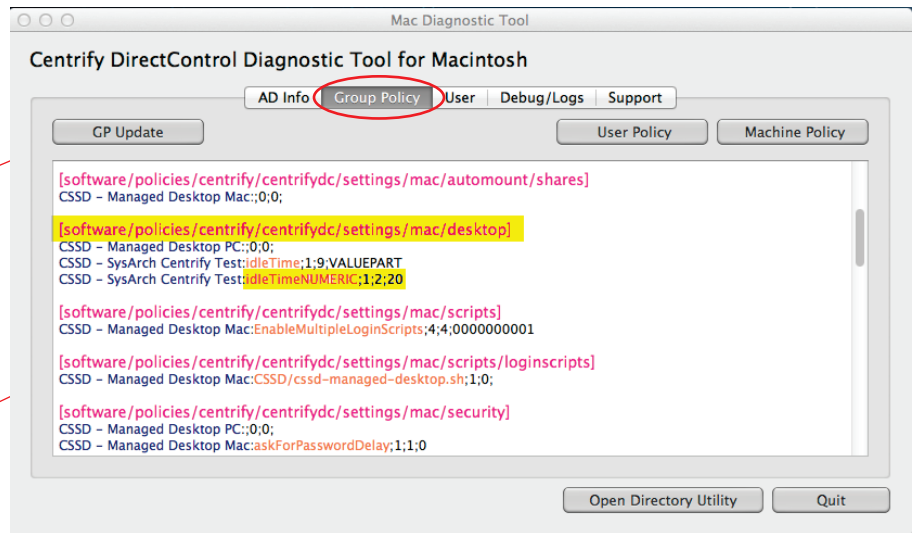 Mac Diagnostic Tool
Centrify DirectControl Diagnostic Tool for Macintosh
AD Info Group Policy User Debug/Logs Support
GP Update User Policy Machine Policy
[software/policies/centrify/centrifydc/settings/mac/automount/shares]
CSSD – Managed Desktop Mac:;0;0;
[software/policies/centrify/centrifydc/settings/mac/desktop]
CSSD – Managed Desktop PC:;0;0;
CSSD – SysArch Centrify Test:idleTime;1;9;VALUEPART
CSSD – SysArch Centrify Test:idleTimeNUMERIC;1;2;20
[software/policies/centrify/centrifydc/settings/mac/scripts]
CSSD – Managed Desktop Mac:EnableMultipleLoginScripts;4;4;0000000001
[software/policies/centrify/centrifydc/settings/mac/scripts/loginscripts]
CSSD – Managed Desktop Mac:CSSD/cssd-managed-desktop.sh;1;0;
[software/policies/centrify/centrifydc/settings/mac/security]
CSSD – Managed Desktop PC:;0;0;
CSSD – Managed Desktop Mac:askForPasswordDelay;1;1;0
Open Directory Utility Quit